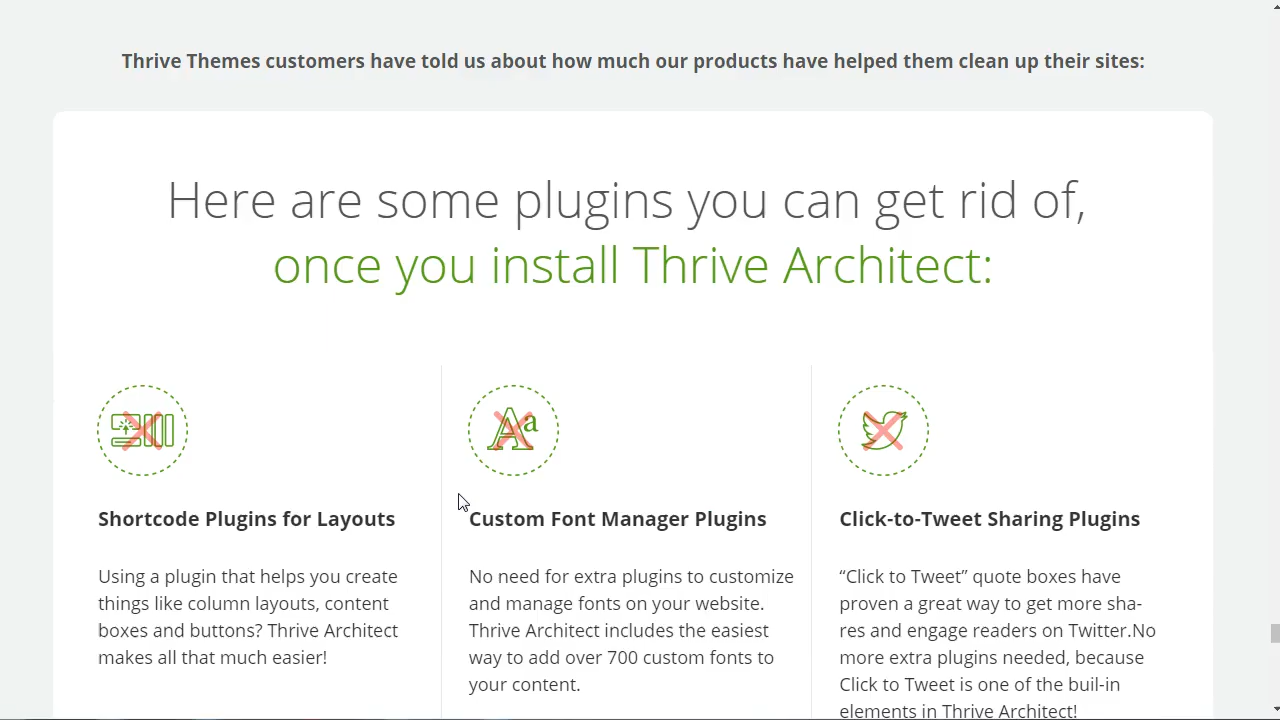 Thrive Themes customers have told us about how much our products have helped them clean up their sites:
Here are some plugins you can get rid of,
once you install Thrive Architect:
Aa
Shortcode Plugins for Layouts
Using a plugin that helps you create
things like column layouts, content
boxes and buttons? Thrive Architect
makes all that much easier!
Custom Font Manager Plugins
No need for extra plugins to customize
and manage fonts on your website.
Thrive Architect includes the easiest
way to add over 700 custom fonts to
your content.
Click-to-Tweet Sharing Plugins
“Click to Tweet” quote boxes have
proven a great way to get more sha-
res and engage readers on Twitter.No
more extra plugins needed, because
Click to Tweet is one of the buil-in
elements in Thrive Architect!